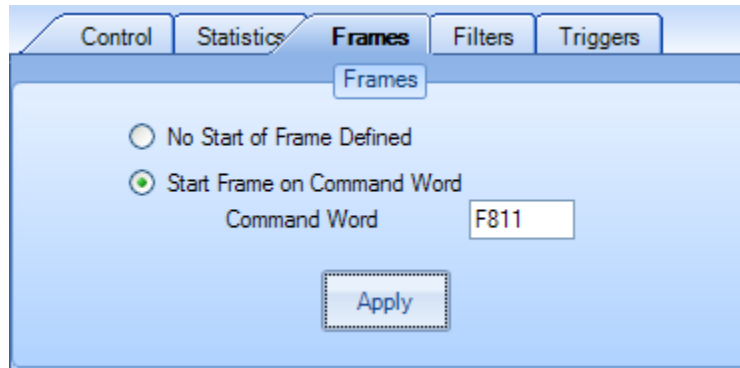 Control Statistics Frames Filters Triggers
Frames
No Start of Frame Defined
Start Frame on Command Word
Command Word F811
Apply